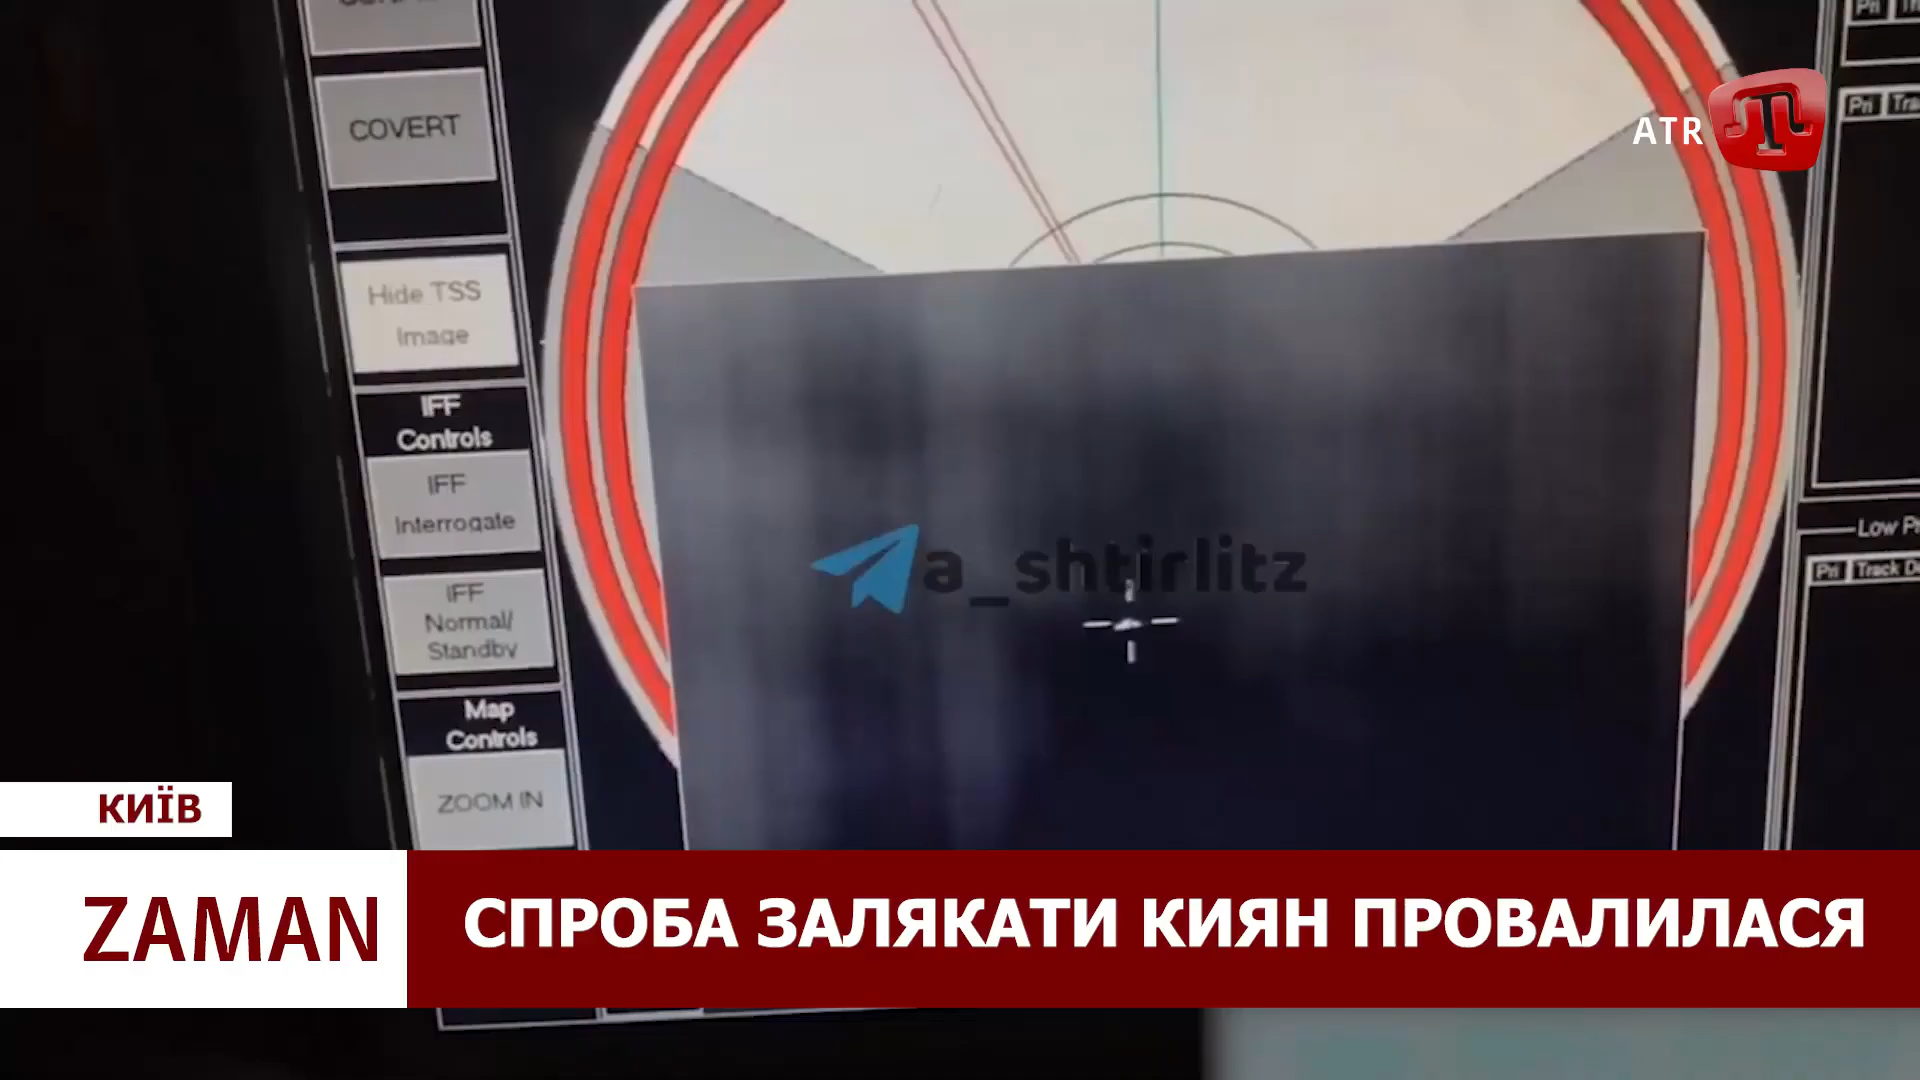 COVERT
Hide TSS
Image
IFF
Controls
IFF
Interrogate
IFF
Normal/
Standby
Map
Controls
ZOOM IN
ATR
Pri
Pri
Low
Pri Track
a_shtirlitz
КИЇВ
ZAMAN
СПРОБА ЗАЛЯКАТИ КИЯН ПРОВАЛИЛАСЯ